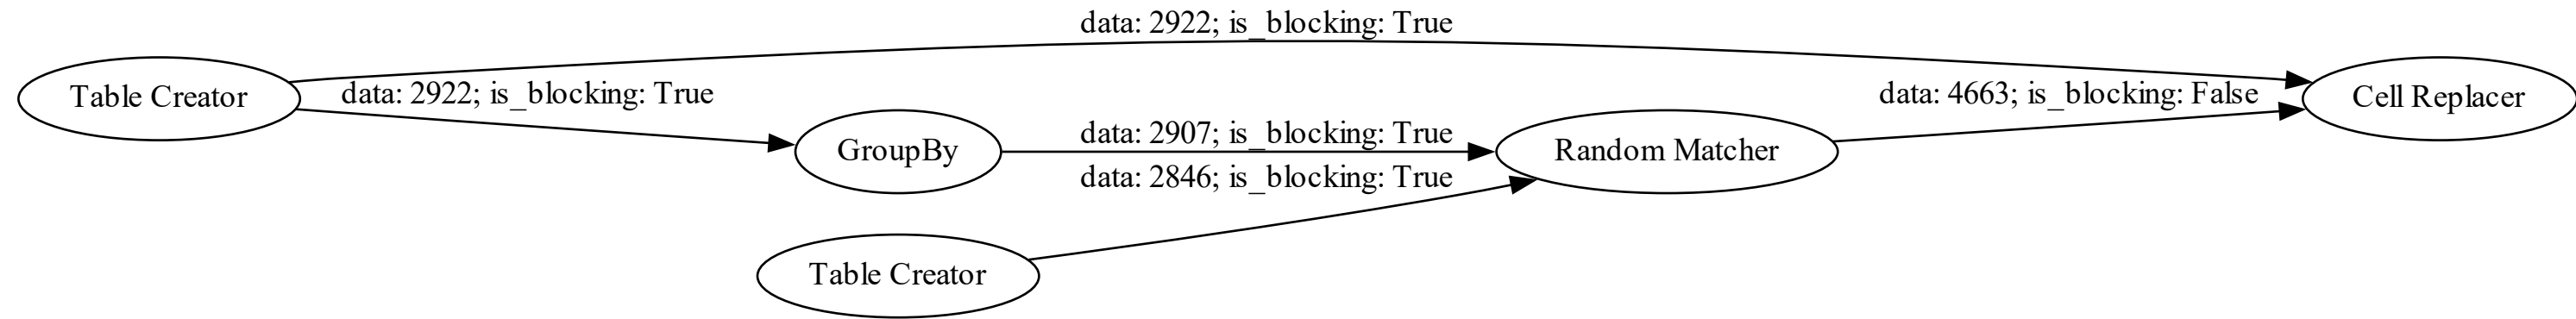 data: 2922; is_blocking: True
Table Creator
data: 2922; is_blocking: True
data: 4663; is_blocking: False
Cell Replacer
GroupBy
data: 2907; is_blocking: True
Random Matcher
data: 2846; is_blocking: True
Table Creator